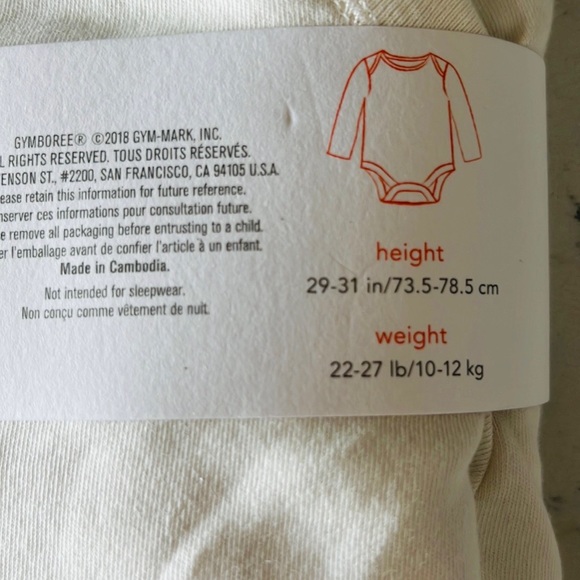 GYMBOREE® ©2018 GYM-MARK, INC.
RIGHTS RESERVED. TOUS DROITS RÉSERVÉS.
ST., #2200, SAN FRANCISCO, CA 94105 U.S.A.
retain this information for future reference.
ces informations pour consultation future.
remove all packaging before entrusting to a child.
l'emballage avant de confier l'article à un enfant.
Made in Cambodia.
Not intended for sleepwear.
Non conçu comme vêtement de nuit.
height
29-31 in/73.5-78.5 cm
weight
22-27 lb/10-12 kg